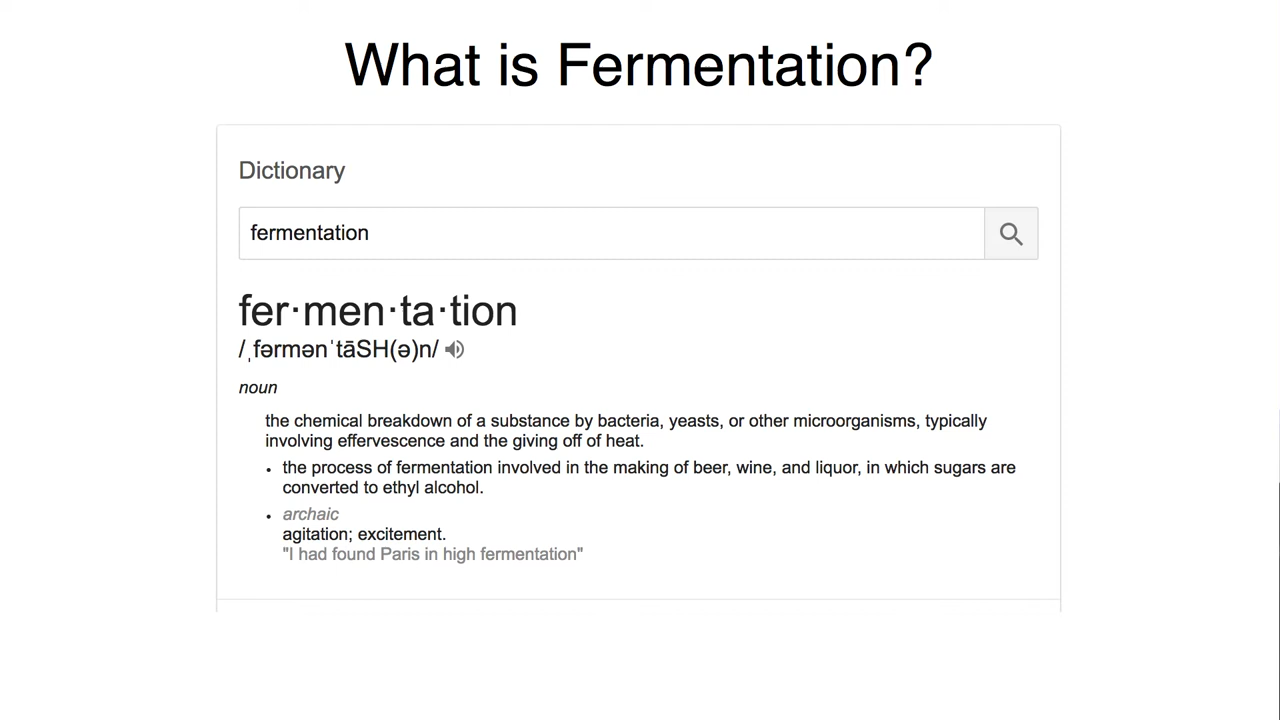 What is Fermentation?
Dictionary
fermentation
fer·men·ta·tion
/ˌfərmənˈtāSH(ə)n/
noun
the chemical breakdown of a substance by bacteria, yeasts, or other microorganisms, typically
involving effervescence and the giving off of heat.
• the process of fermentation involved in the making of beer, wine, and liquor, in which sugars are
converted to ethyl alcohol.
• archaic
agitation; excitement.
"I had found Paris in high fermentation"